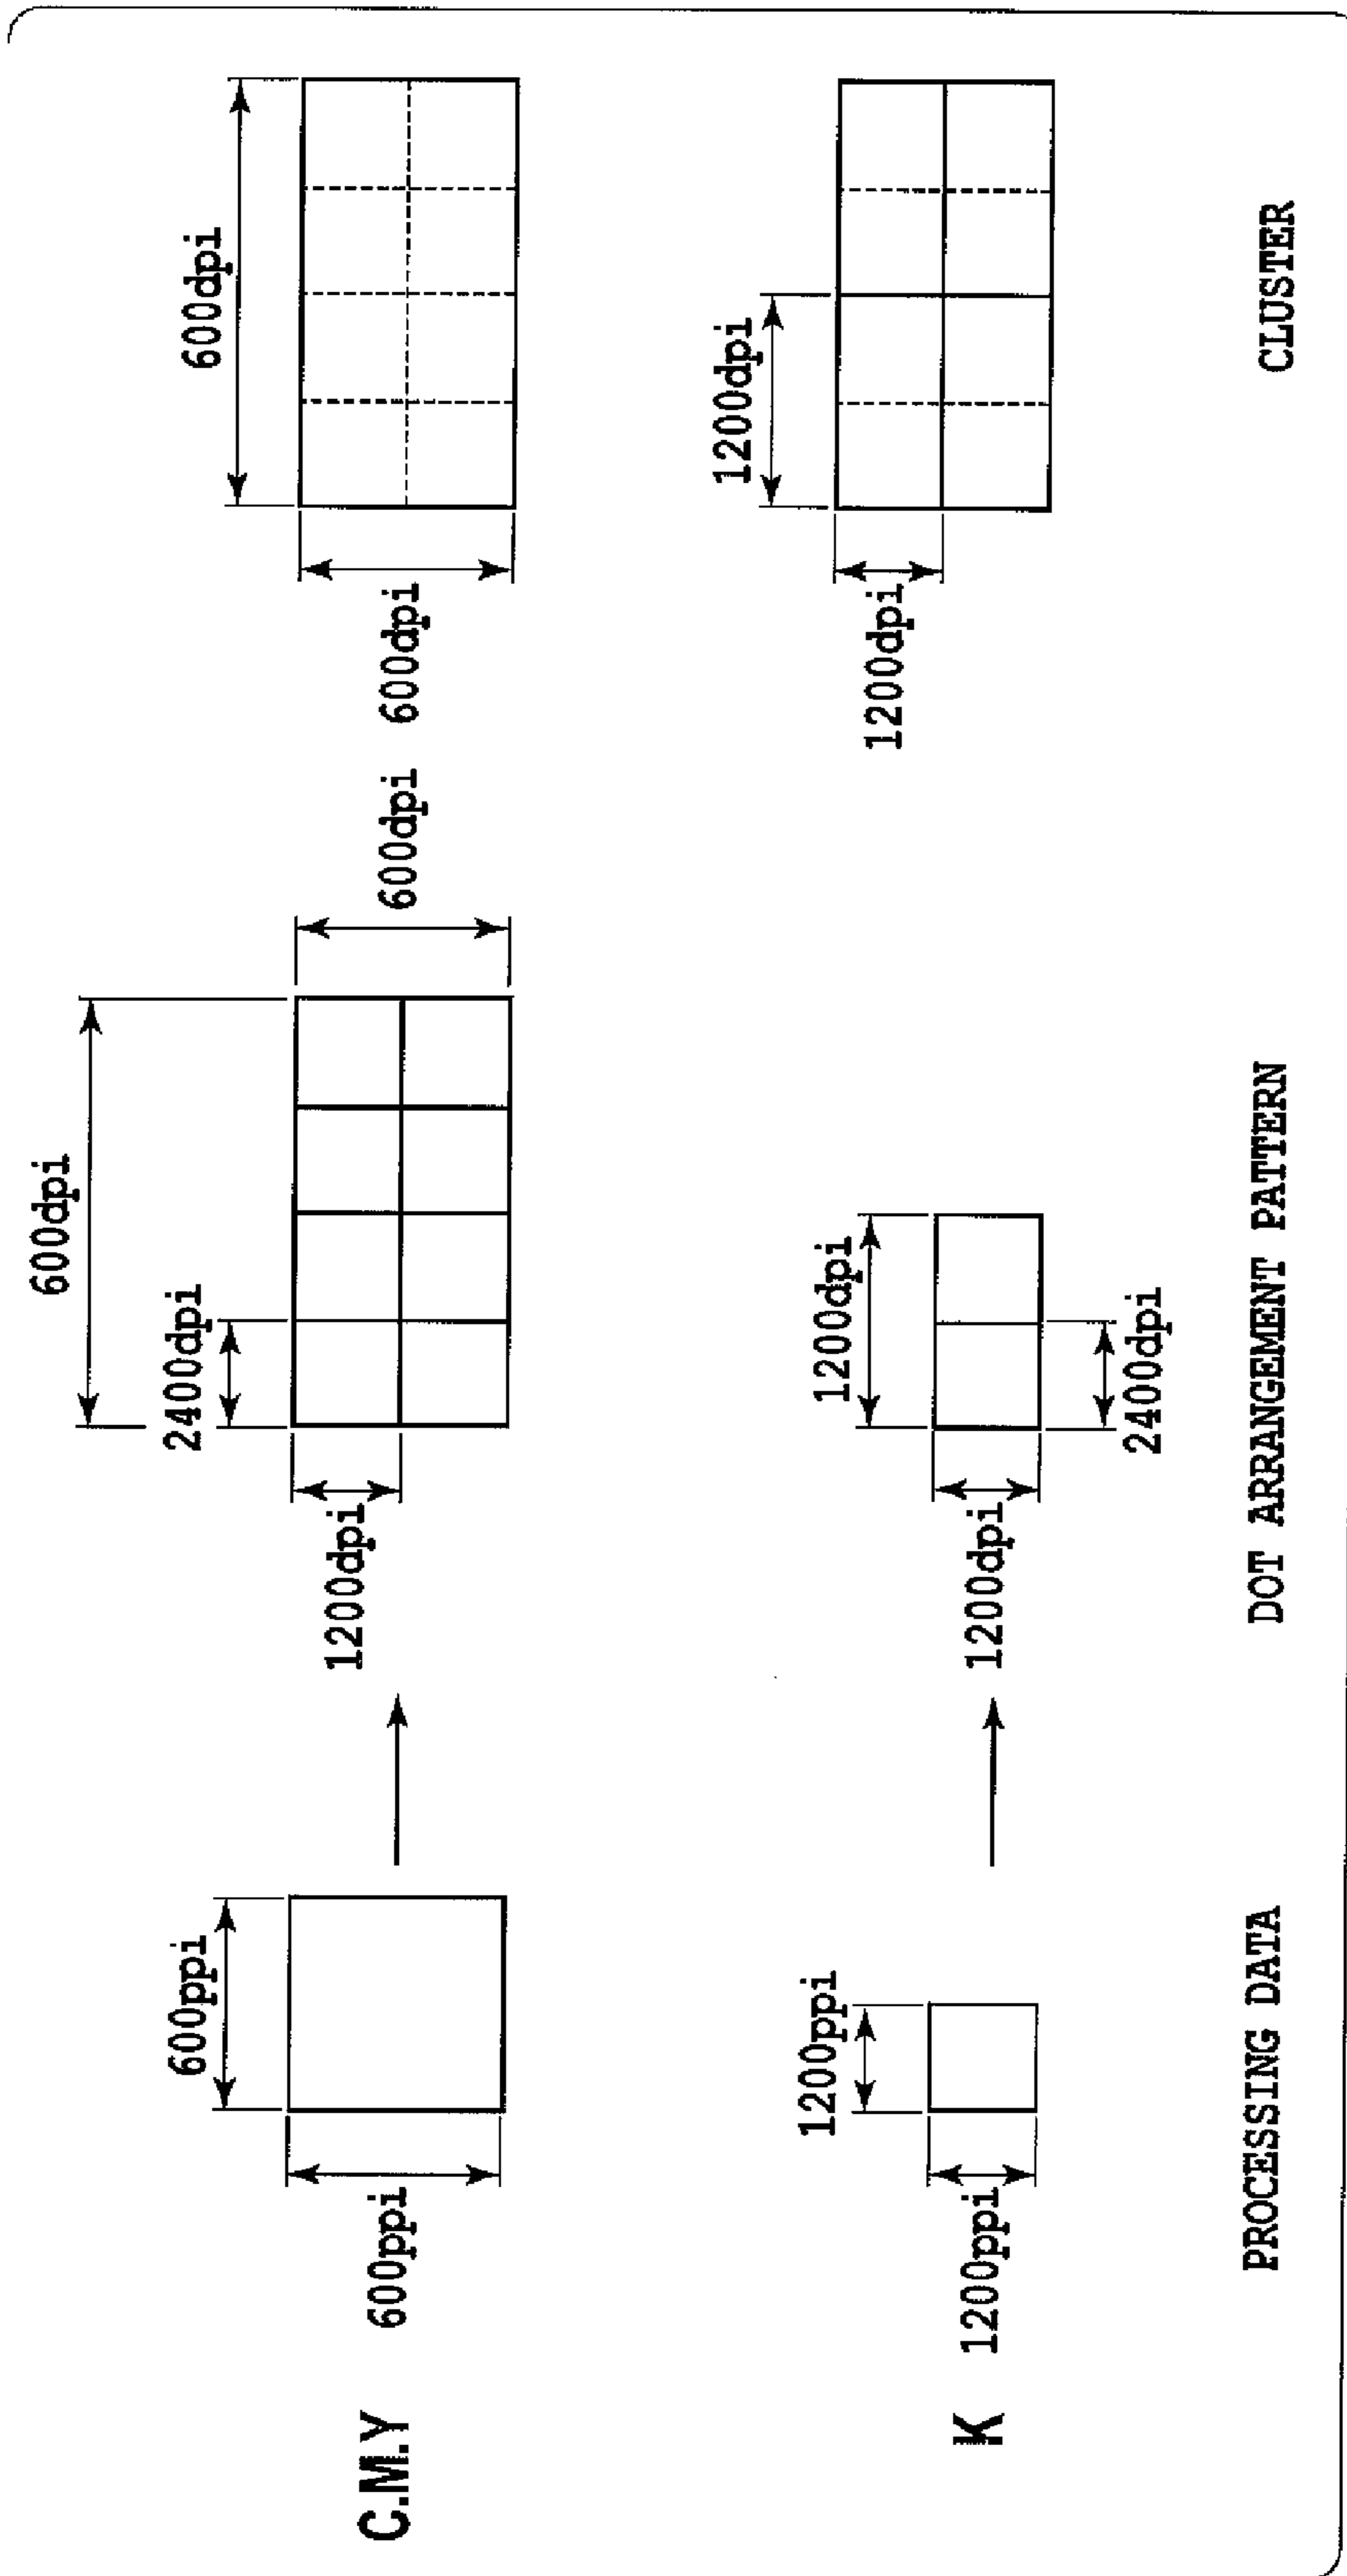 C.M.Y
600ppi
600ppi
1200dpi
2400dpi
600dpi
600dpi
600dpi
600dpi
K
1200ppi
1200ppi
1200dpi
1200dpi
2400dpi
1200dpi
1200dpi
PROCESSING DATA
DOT ARRANGEMENT PATTERN
CLUSTER